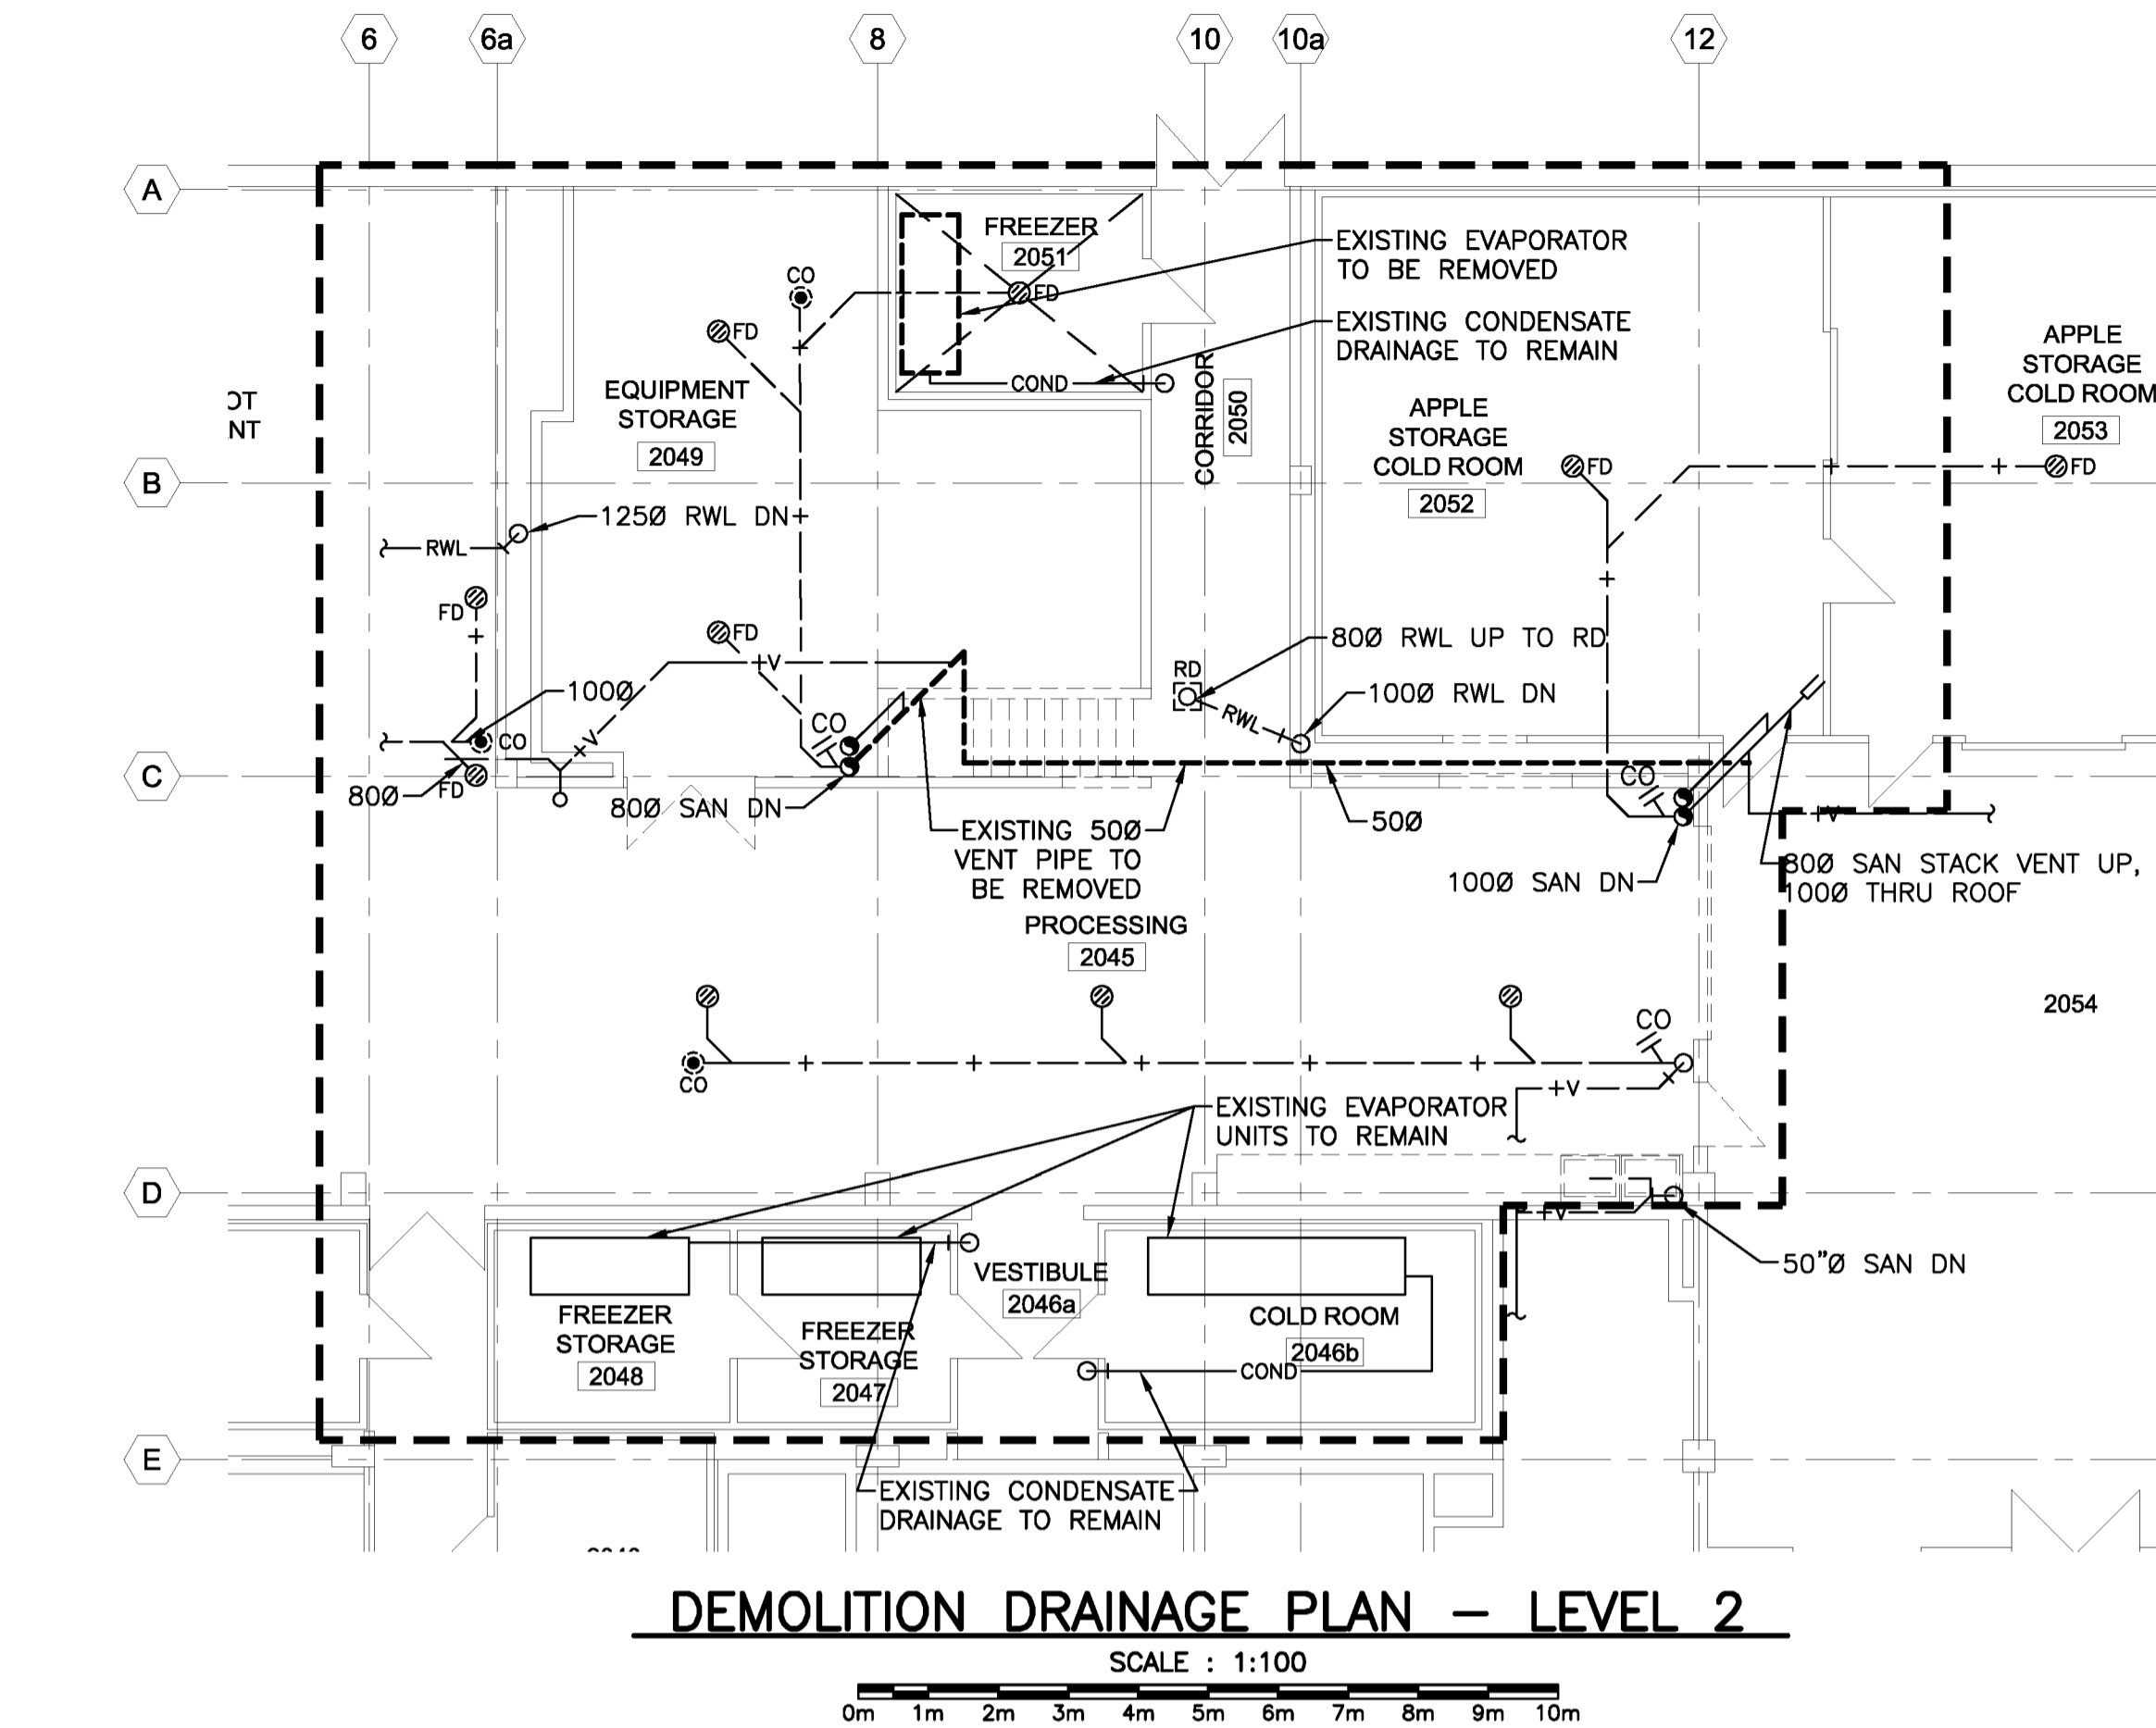 6
6a
8
10
10a
12
A
FREEZER
2051
EXISTING EVAPORATOR
TO BE REMOVED
CO
FD
FD
EXISTING CONDENSATE
DRAINAGE TO REMAIN
COND
EQUIPMENT
STORAGE
2049
CORRIDOR
2050
APPLE
STORAGE
COLD ROOM
2052
FD
APPLE
STORAGE
COLD ROOM
2053
FD
OT
NT
B
125Ø RWL DN
RWL
FD
FD
V
80Ø RWL UP TO RD
RD
100Ø
100Ø RWL DN
RWL
CO
V
CO
C
FD
80Ø
80Ø SAN DN
EXISTING 50Ø
VENT PIPE TO
BE REMOVED
50Ø
CO
V
100Ø SAN DN
80Ø SAN STACK VENT UP,
100Ø THRU ROOF
PROCESSING
2045
2054
CO
CO
V
EXISTING EVAPORATOR
UNITS TO REMAIN
D
V
50"Ø SAN DN
VESTIBULE
2046a
FREEZER
STORAGE
2048
FREEZER
STORAGE
2047
COLD ROOM
2046b
COND
E
EXISTING CONDENSATE
DRAINAGE TO REMAIN
DEMOLITION DRAINAGE PLAN – LEVEL 2
SCALE : 1:100
0m 1m 2m 3m 4m 5m 6m 7m 8m 9m 10m